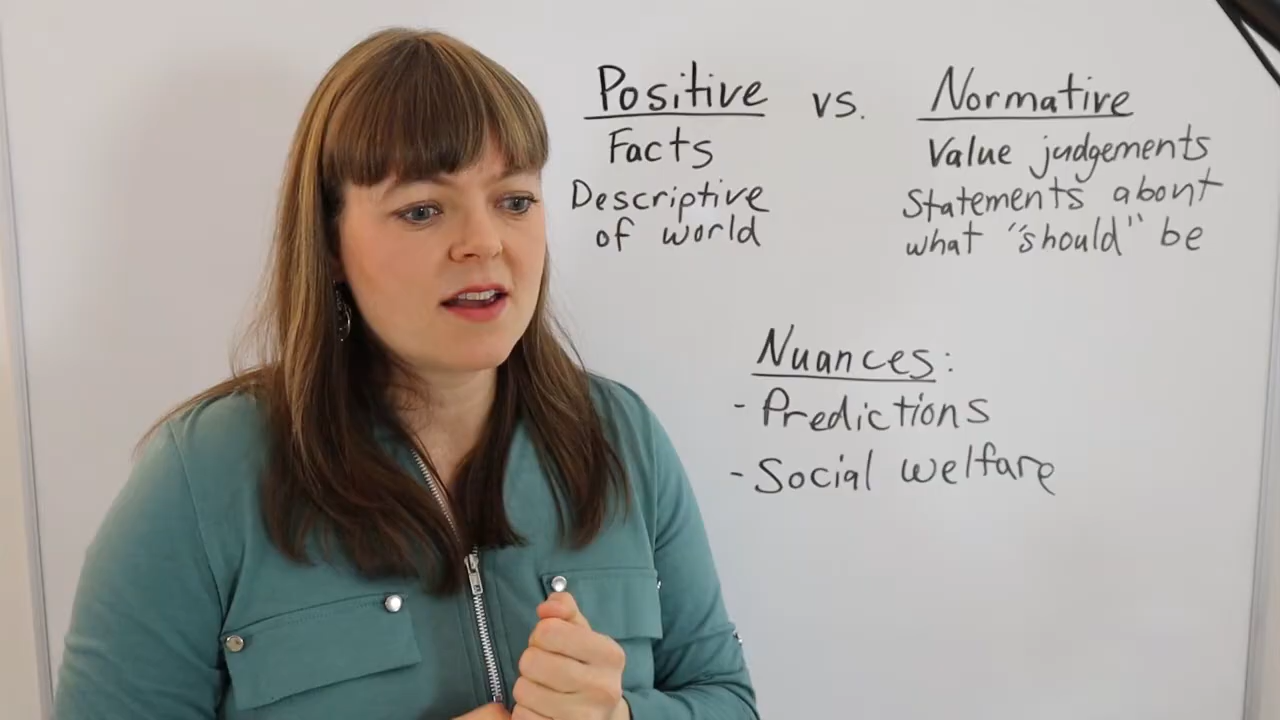 Positive vs. Normative
Facts
Descriptive
of world
Value judgements
Statements about
what "should" be
Nuances:
- Predictions
- Social welfare